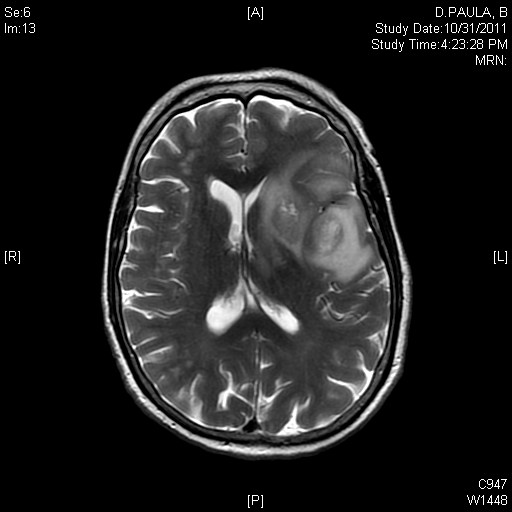 Se:6
Im:13
[A]
D.PAULA, B
Study Date:10/31/2011
Study Time:4:23:28 PM
MRN:
[R]
[L]
[P]
C947
W1448